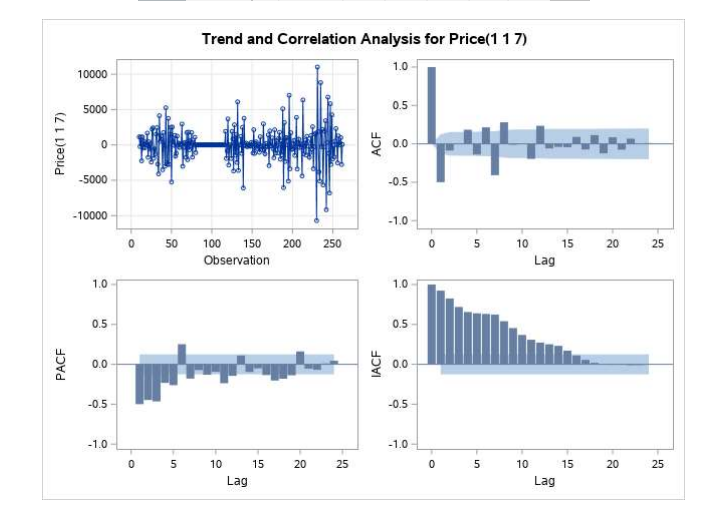 Trend and Correlation Analysis for Price(1 1 7)
Price(1 1 7)
10000
5000
0
-5000
-10000
0 50 100 150 200 250
Observation
ACF
1.0
0.5
0.0
-0.5
-1.0
0 5 10 15 20 25
Lag
PACF
1.0
0.5
0.0
-0.5
-1.0
0 5 10 15 20 25
Lag
IACF
1.0
0.5
0.0
-0.5
-1.0
0 5 10 15 20 25
Lag